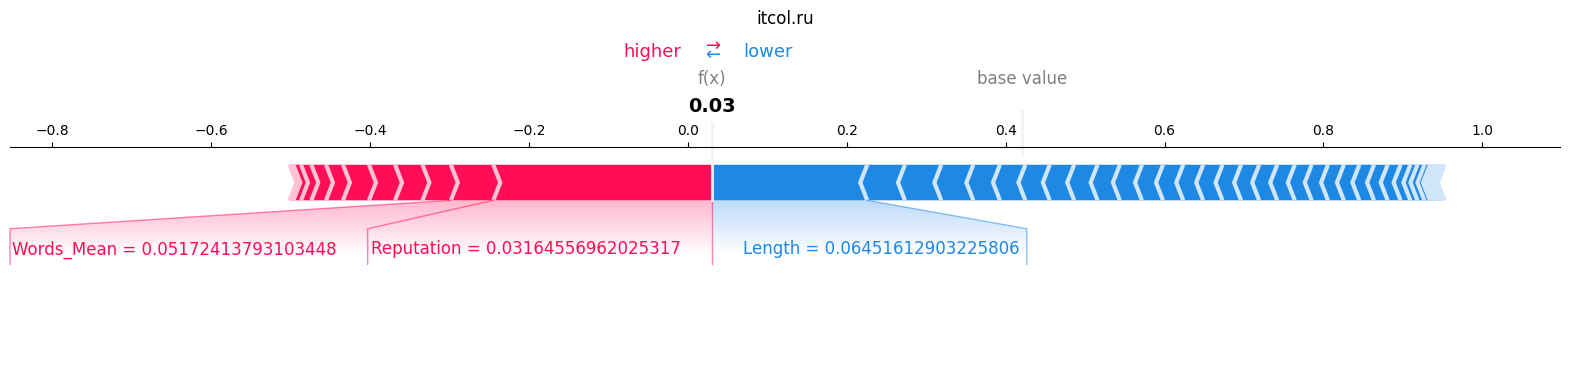 itcol.ru
higher ⇄ lower
f(x) base value
0.03
−0.8 −0.6 −0.4 −0.2 0.0 0.2 0.4 0.6 0.8 1.0
Words_Mean = 0.05172413793103448 Reputation = 0.03164556962025317 Length = 0.06451612903225806